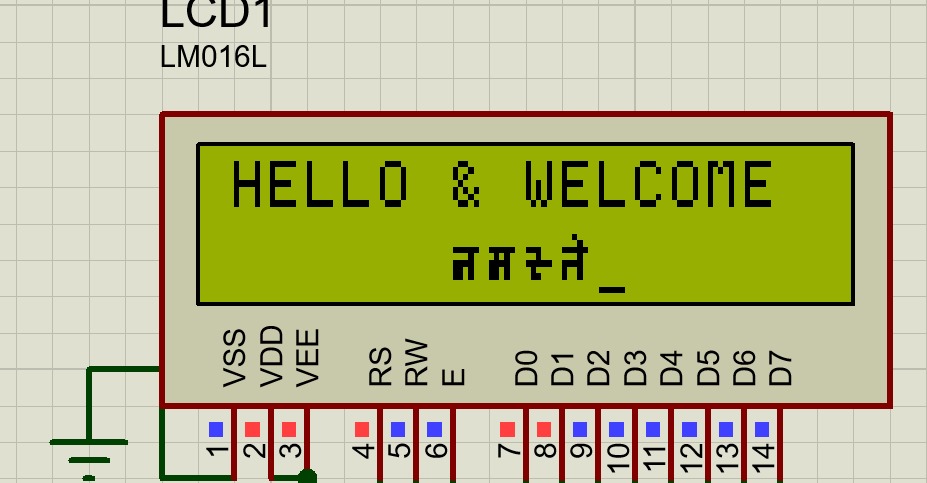 LCD1
LM016L
HELLO & WELCOME
नमस्ते_
VSS VDD VEE RS RW E D0 D1 D2 D3 D4 D5 D6 D7
1 2 3 4 5 6 7 8 9 10 11 12 13 14